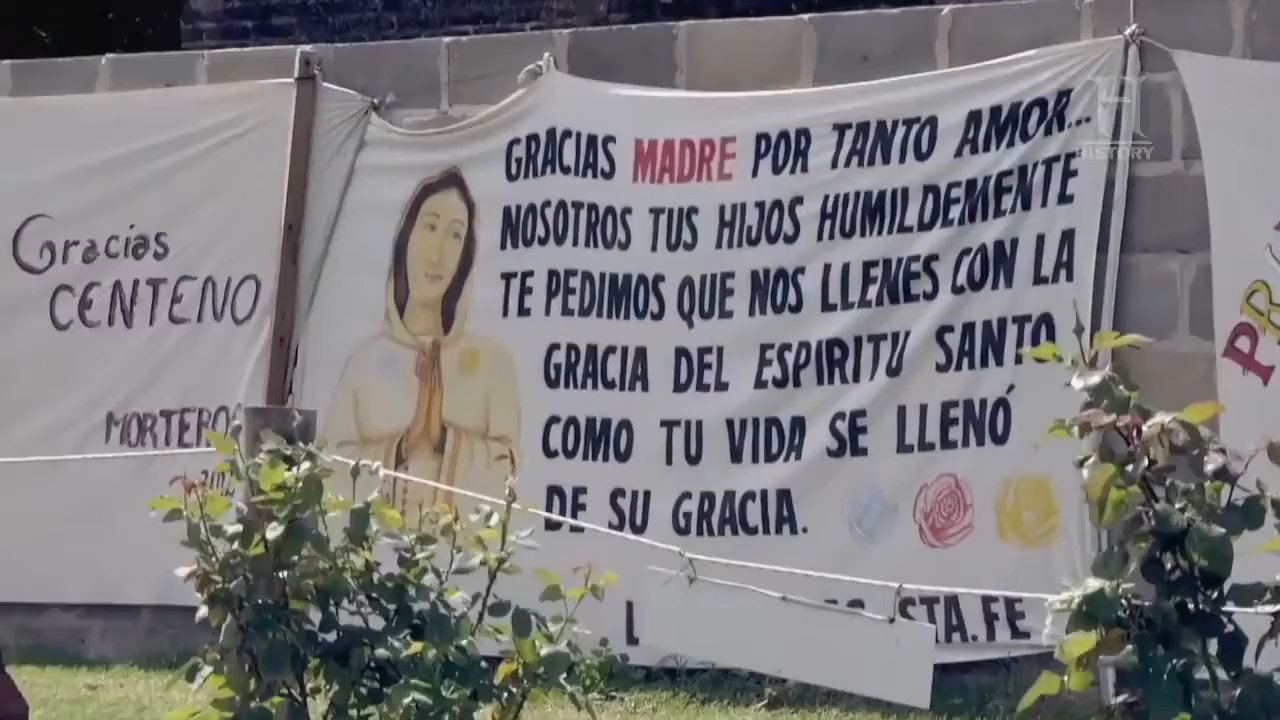 Gracias
CENTENO
MORTEROS
GRACIAS MADRE POR TANTO AMOR...
NOSOTROS TUS HIJOS HUMILDEMENTE
TE PEDIMOS QUE NOS LLENES CON LA
GRACIA DEL ESPIRITU SANTO
COMO TU VIDA SE LLENÓ
DE SU GRACIA.
STA.FE
HISTORY